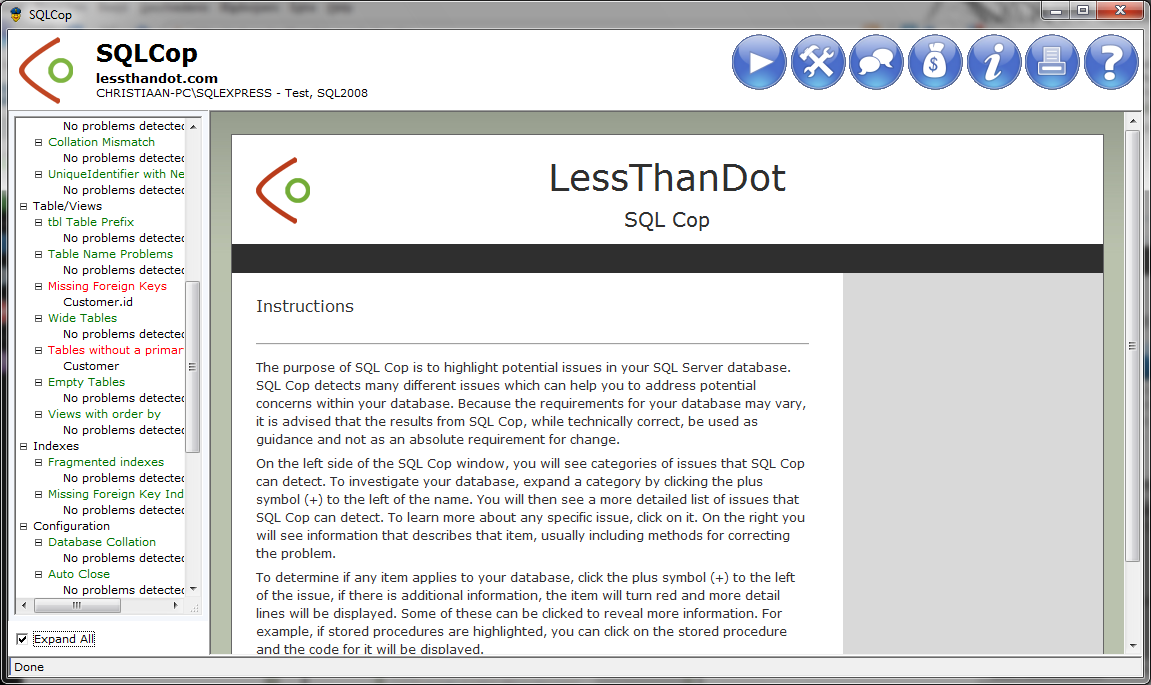 SQLCop
SQLCop
lessthandot.com
CHRISTIAAN-PC\SQLEXPRESS - Test, SQL2008
No problems detected
Collation Mismatch
No problems detected
UniqueIdentifier with Ne
No problems detected
Table/Views
tbl Table Prefix
No problems detected
Table Name Problems
No problems detected
Missing Foreign Keys
Customer.id
Wide Tables
No problems detected
Tables without a primar
Customer
Empty Tables
No problems detected
Views with order by
No problems detected
Indexes
Fragmented indexes
No problems detected
Missing Foreign Key Ind
No problems detected
Configuration
Database Collation
No problems detected
Auto Close
No problems detected
Expand All
LessThanDot
SQL Cop
Instructions
The purpose of SQL Cop is to highlight potential issues in your SQL Server database.
SQL Cop detects many different issues which can help you to address potential
concerns within your database. Because the requirements for your database may vary,
it is advised that the results from SQL Cop, while technically correct, be used as
guidance and not as an absolute requirement for change.
On the left side of the SQL Cop window, you will see categories of issues that SQL Cop
can detect. To investigate your database, expand a category by clicking the plus
symbol (+) to the left of the name. You will then see a more detailed list of issues that
SQL Cop can detect. To learn more about any specific issue, click on it. On the right you
will see information that describes that item, usually including methods for correcting
the problem.
To determine if any item applies to your database, click the plus symbol (+) to the left
of the issue, if there is additional information, the item will turn red and more detail
lines will be displayed. Some of these can be clicked to reveal more information. For
example, if stored procedures are highlighted, you can click on the stored procedure
and the code for it will be displayed.
Done